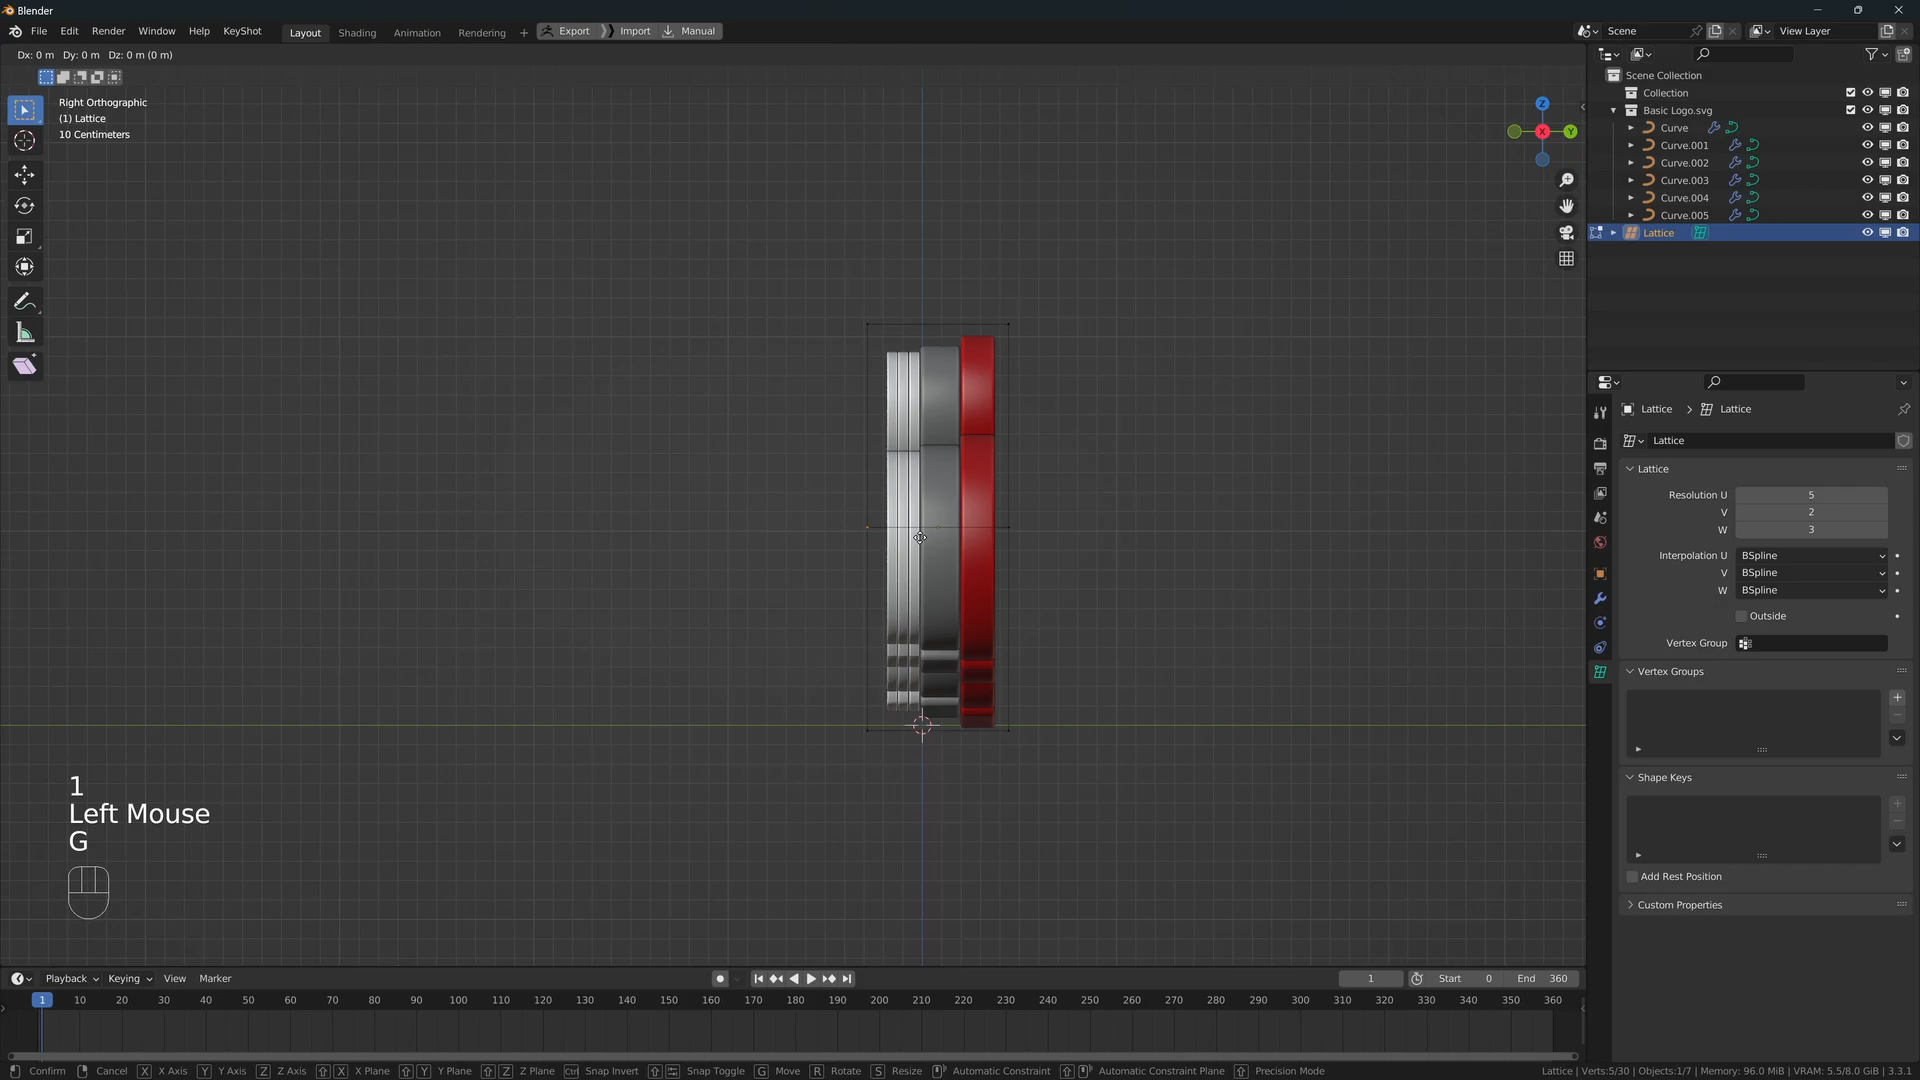 Blender
File Edit Render Window Help KeyShot Layout Shading Animation Rendering + Export Import Manual Scene View Layer
Dx: 0 m Dy: 0 m Dz: 0 m (0 m)
Right Orthographic
(1) Lattice
10 Centimeters
Z
X
Y
Scene Collection
Collection
Basic Logo.svg
Curve
Curve.001
Curve.002
Curve.003
Curve.004
Curve.005
Lattice
Lattice Lattice
Lattice
Lattice
Resolution U 5
V 2
W 3
Interpolation U BSpline
V BSpline
W BSpline
Outside
Vertex Group
Vertex Groups
Shape Keys
Add Rest Position
Custom Properties
1
Left Mouse
G
Playback Keying View Marker 1 Start 0 End 360
1 10 20 30 40 50 60 70 80 90 100 110 120 130 140 150 160 170 180 190 200 210 220 230 240 250 260 270 280 290 300 310 320 330 340 350 360
Confirm Cancel X X Axis Y Y Axis Z Z Axis X X Plane Y Y Plane Z Z Plane Ctrl Snap Invert Snap Toggle G Move R Rotate S Resize Automatic Constraint Automatic Constraint Plane Precision Mode Lattice | Verts:5/30 | Objects:1/7 | Memory: 96.0 MiB | VRAM: 5.5/8.0 GiB | 3.3.1